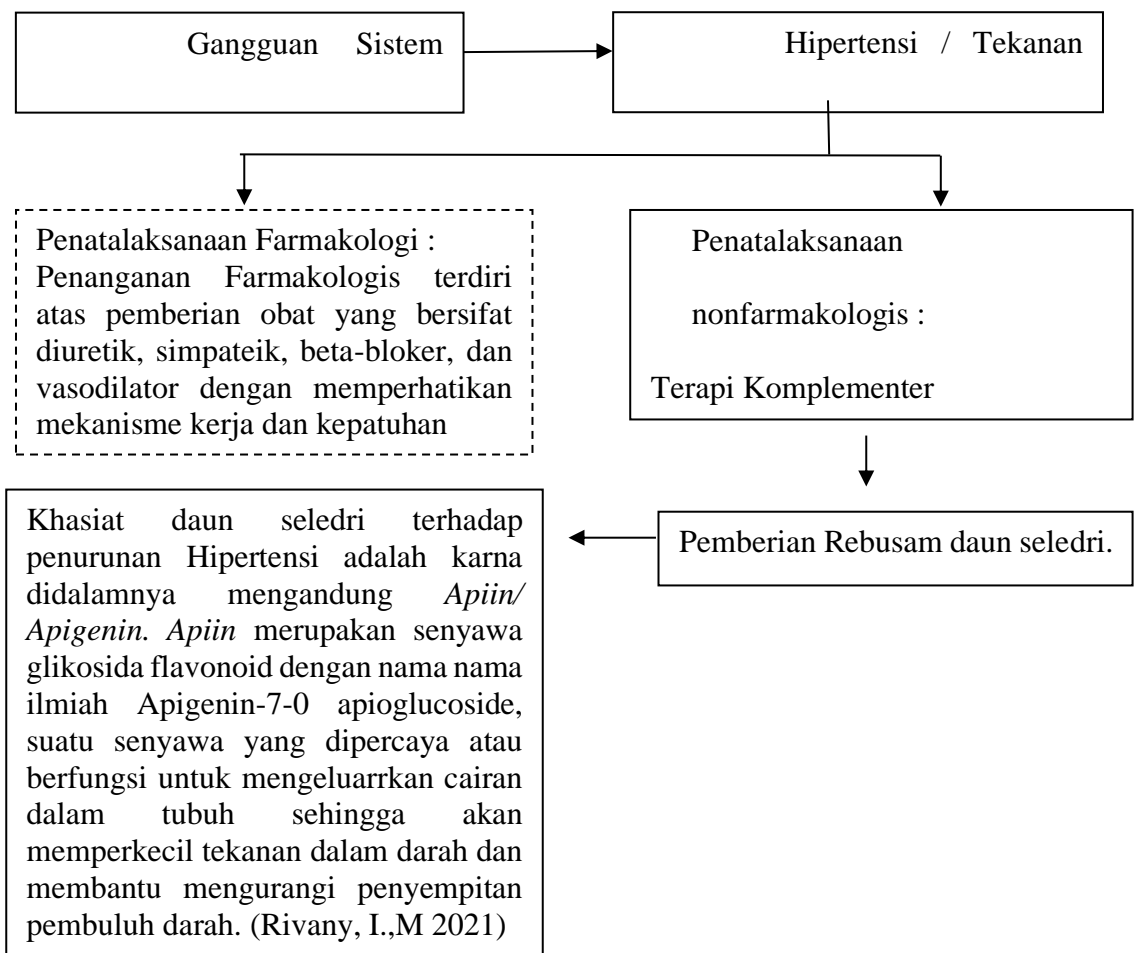 Gangguan Sistem
Hipertensi / Tekanan
Penatalaksanaan Farmakologi :
Penanganan Farmakologis terdiri
atas pemberian obat yang bersifat
diuretik, simpateik, beta-bloker, dan
vasodilator dengan memperhatikan
mekanisme kerja dan kepatuhan
Penatalaksanaan
nonfarmakologis :
Terapi Komplementer
Pemberian Rebusam daun seledri.
Khasiat daun seledri terhadap
penurunan Hipertensi adalah karna
didalamnya mengandung Apiin/
Apigenin. Apiin merupakan senyawa
glikosida flavonoid dengan nama nama
ilmiah Apigenin-7-0 apioglucoside,
suatu senyawa yang dipercaya atau
berfungsi untuk mengeluarrkan cairan
dalam tubuh sehingga akan
memperkecil tekanan dalam darah dan
membantu mengurangi penyempitan
pembuluh darah. (Rivany, I.,M 2021)